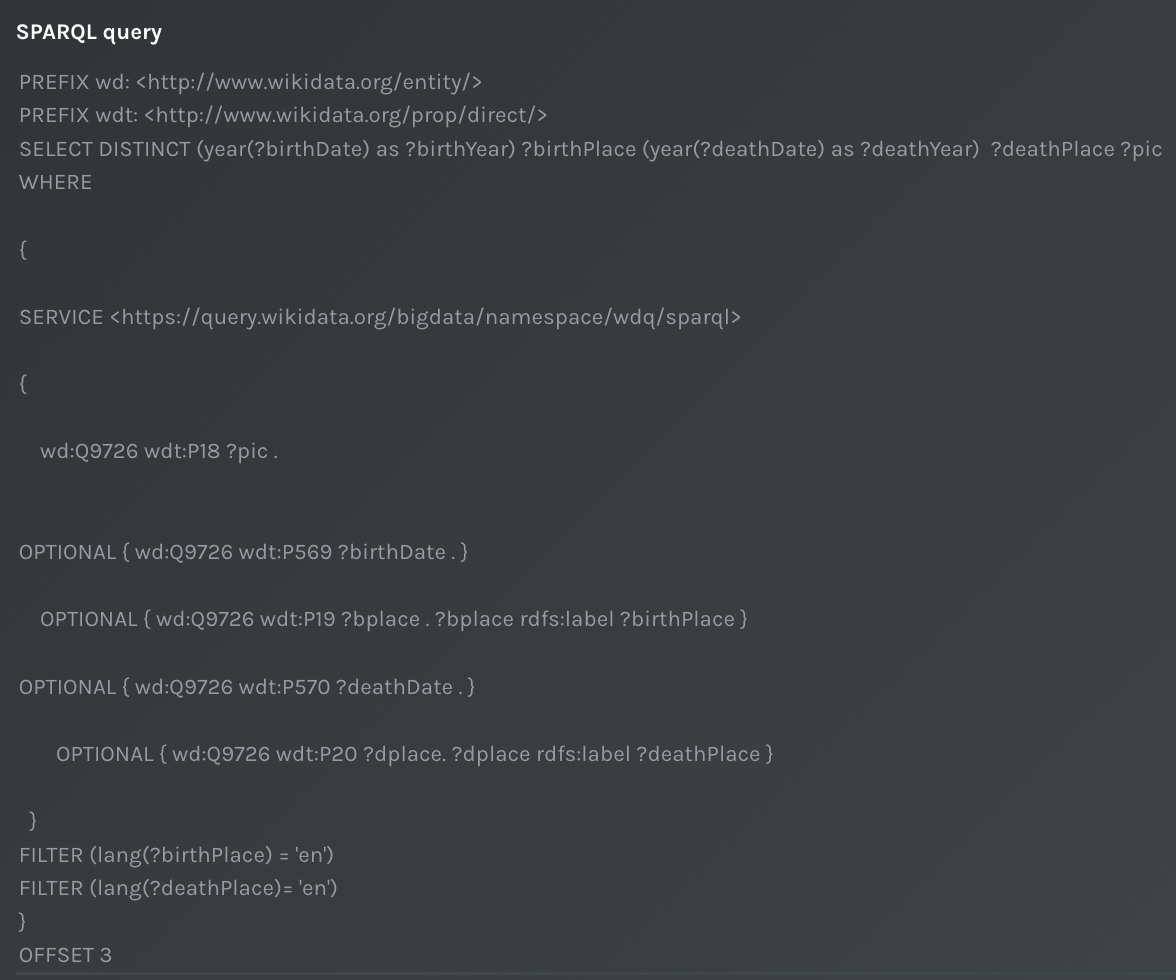 SPARQL query
PREFIX wd: <http://www.wikidata.org/entity/>
PREFIX wdt: <http://www.wikidata.org/prop/direct/>
SELECT DISTINCT (year(?birthDate) as ?birthYear) ?birthPlace (year(?deathDate) as ?deathYear)  ?deathPlace ?pic
WHERE
{
SERVICE <https://query.wikidata.org/bigdata/namespace/wdq/sparql>
{
wd:Q9726 wdt:P18 ?pic .
OPTIONAL { wd:Q9726 wdt:P569 ?birthDate . }
OPTIONAL { wd:Q9726 wdt:P19 ?bplace . ?bplace rdfs:label ?birthPlace }
OPTIONAL { wd:Q9726 wdt:P570 ?deathDate . }
OPTIONAL { wd:Q9726 wdt:P20 ?dplace. ?dplace rdfs:label ?deathPlace }
}
FILTER (lang(?birthPlace) = 'en')
FILTER (lang(?deathPlace)= 'en')
}
OFFSET 3